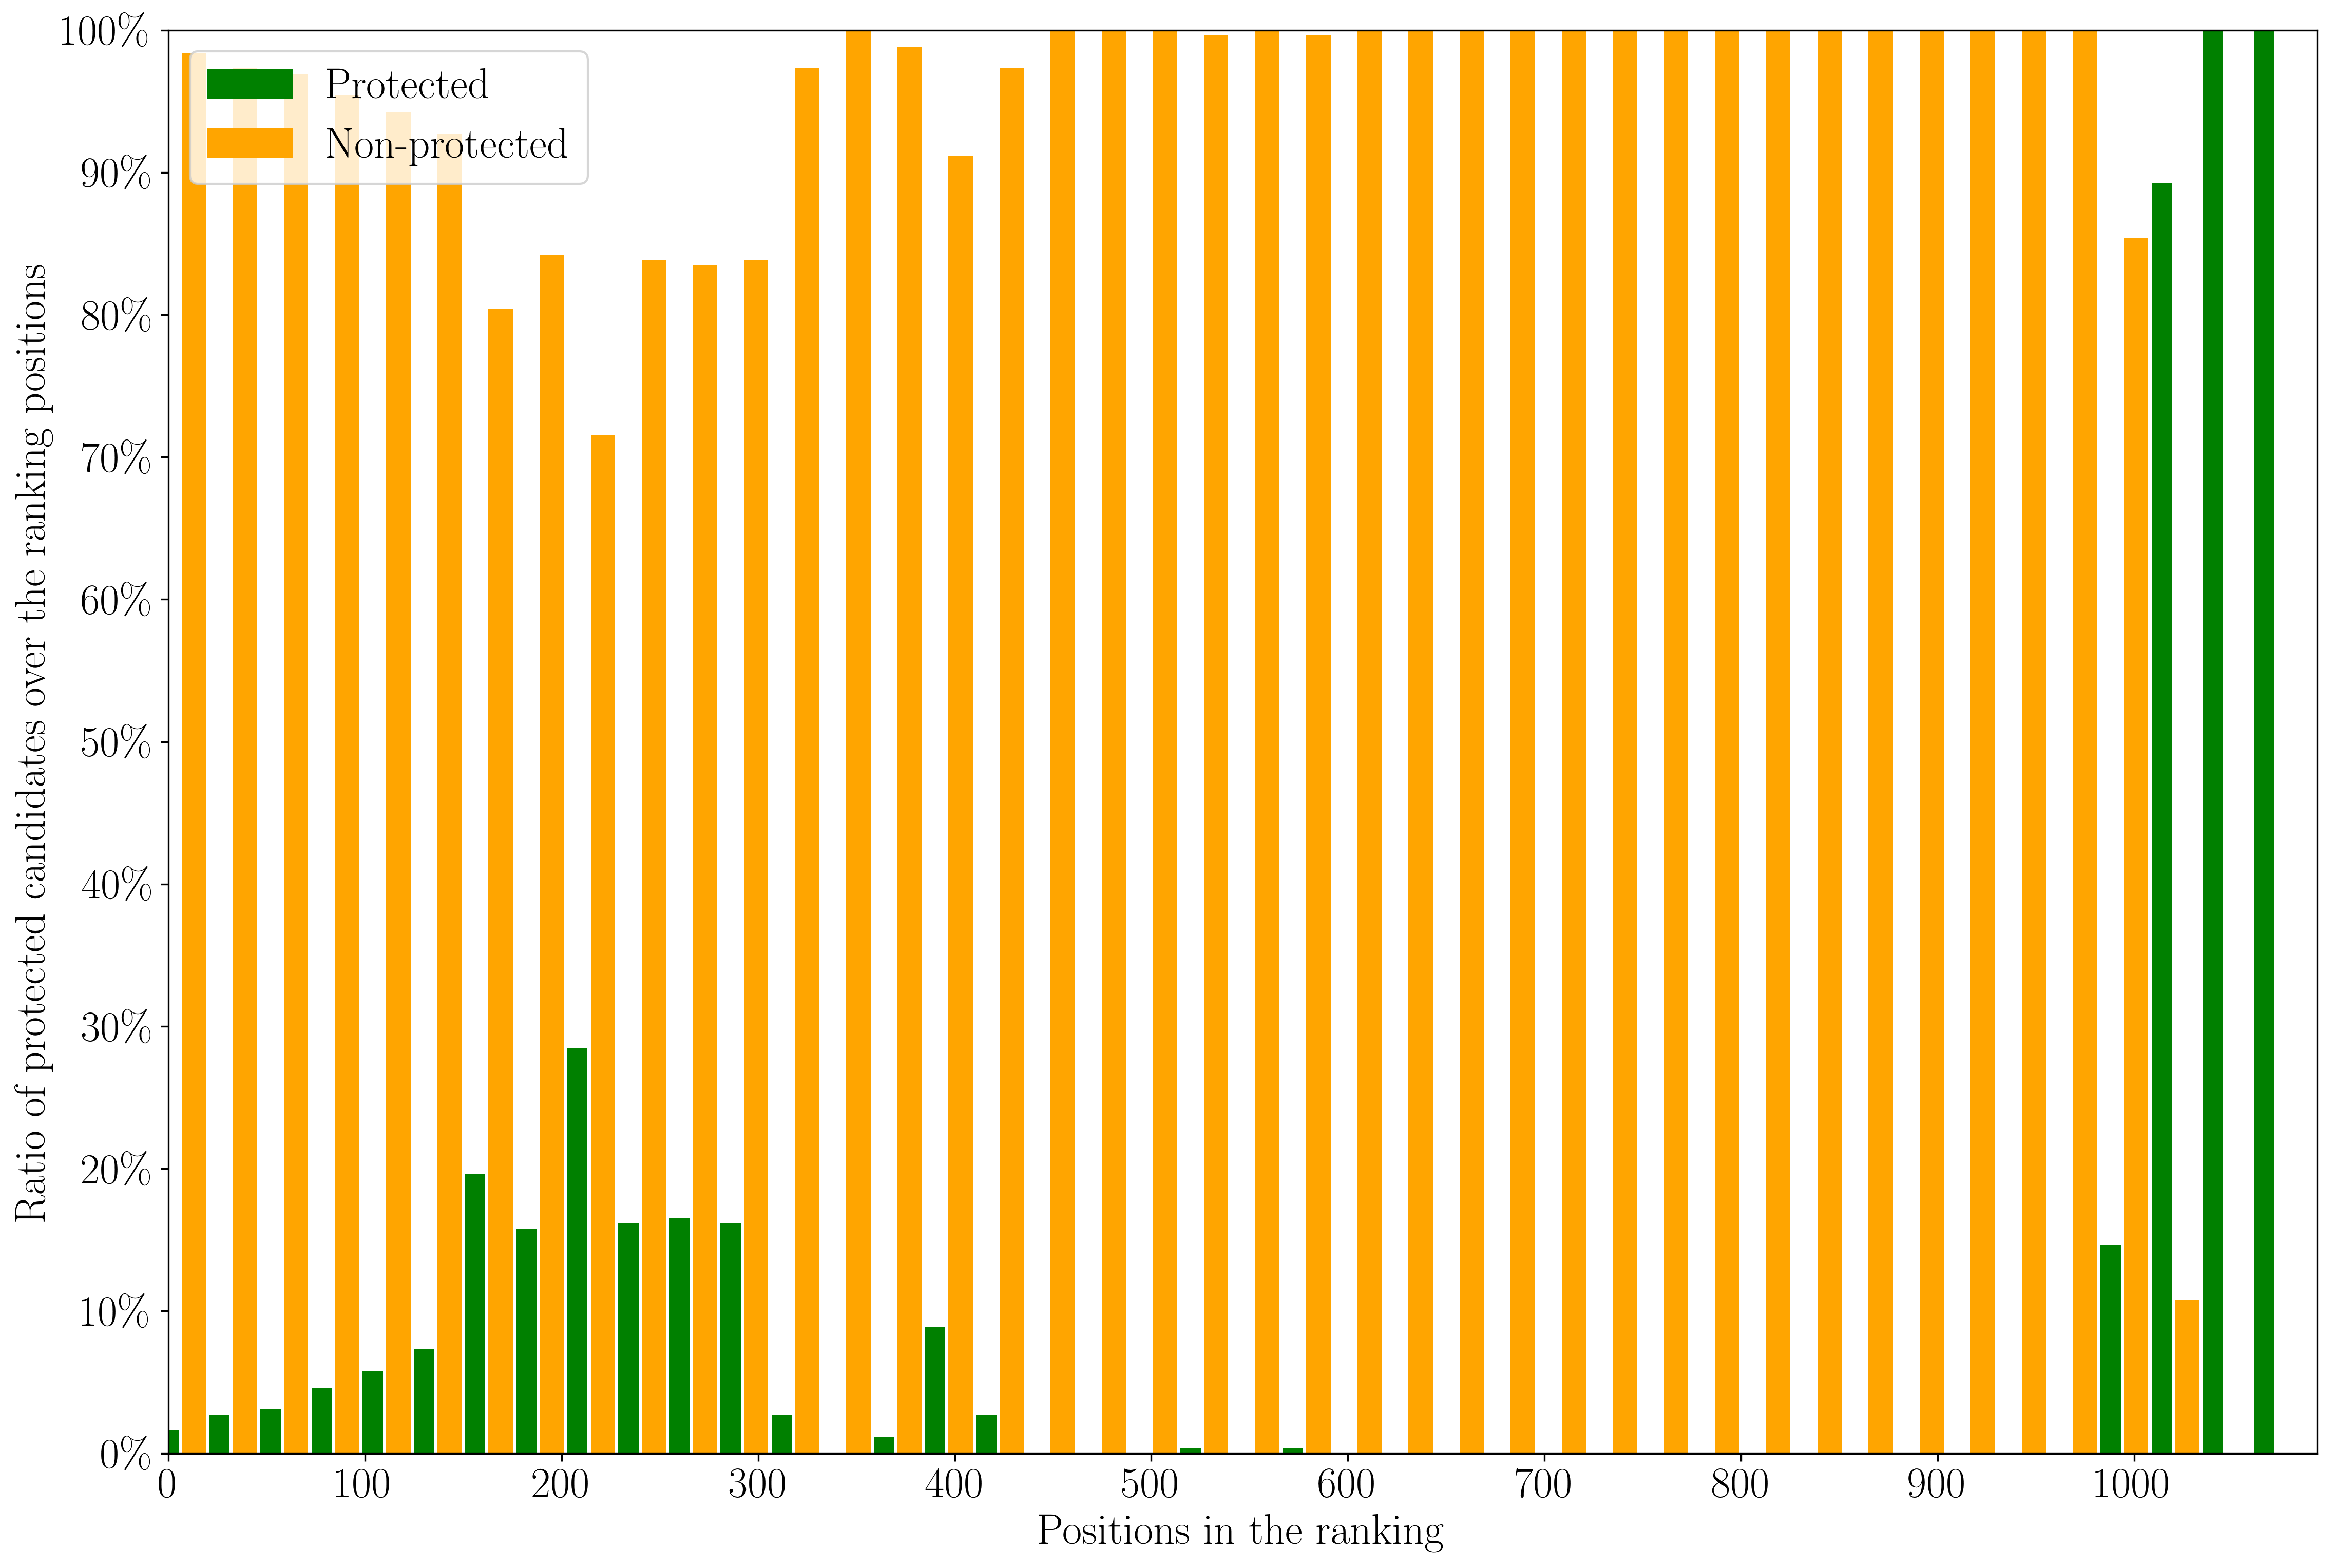 Protected
Non-protected
Ratio of protected candidates over the ranking positions
100%
90%
80%
70%
60%
50%
40%
30%
20%
10%
0%
0 100 200 300 400 500 600 700 800 900 1000
Positions in the ranking